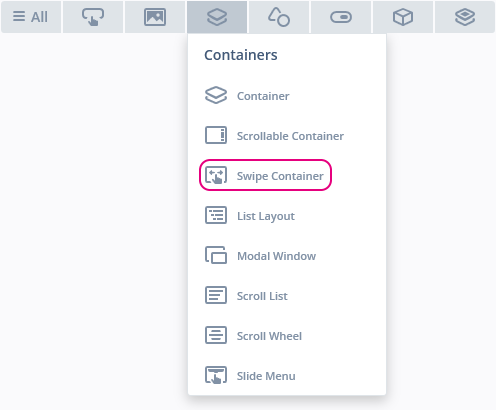 All
Containers
Container
Scrollable Container
Swipe Container
List Layout
Modal Window
Scroll List
Scroll Wheel
Slide Menu